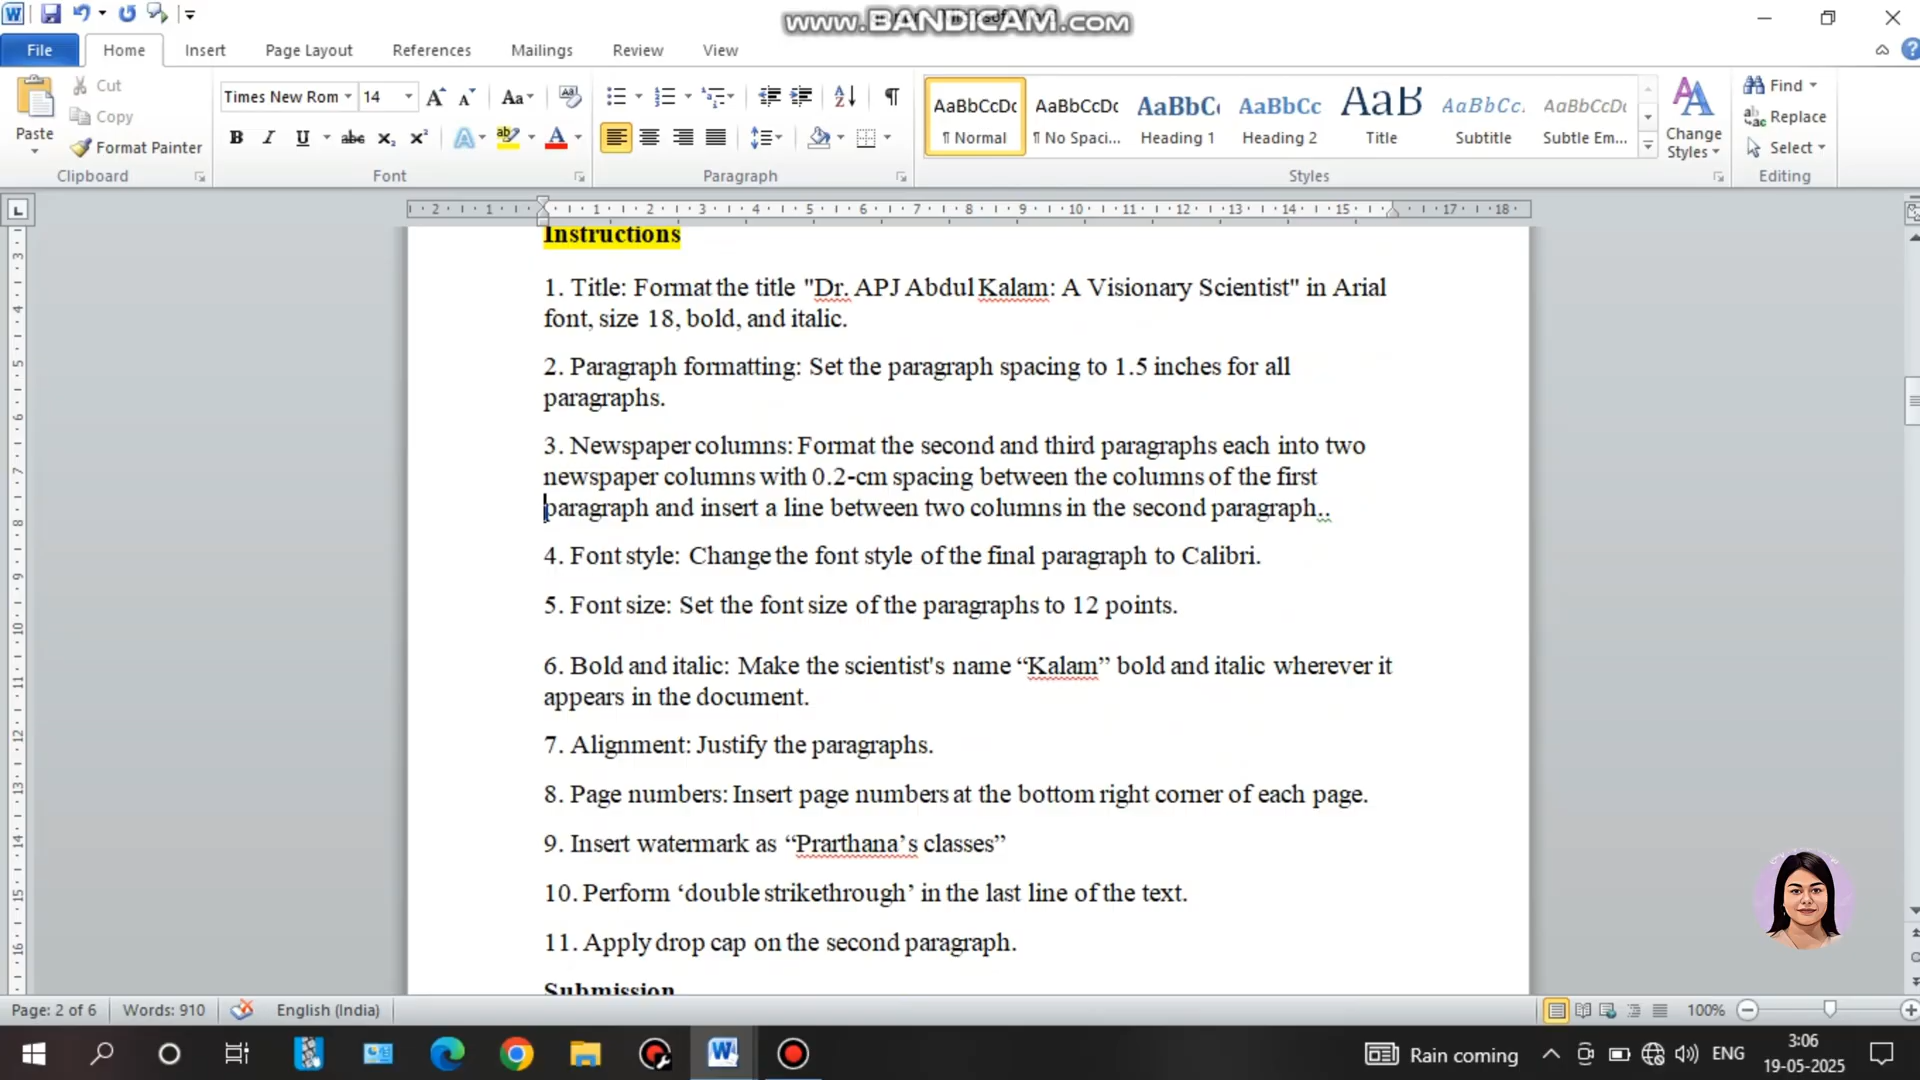 www.BANDICAM.com
File Home Insert Page Layout References Mailings Review View
Paste
Cut
Copy
Format Painter
Clipboard
Times New Rom 14
Font
Paragraph
AaBbCcDc
¶ Normal
AaBbCcDc
¶ No Spaci...
AaBbC
Heading 1
AaBbCc
Heading 2
AaB
Title
AaBbCc.
Subtitle
AaBbCcDc
Subtle Em...
Change
Styles
Styles
Find
Replace
Select
Editing
Instructions
1. Title: Format the title "Dr. APJ Abdul Kalam: A Visionary Scientist" in Arial
font, size 18, bold, and italic.
2. Paragraph formatting: Set the paragraph spacing to 1.5 inches for all
paragraphs.
3. Newspaper columns: Format the second and third paragraphs each into two
newspaper columns with 0.2-cm spacing between the columns of the first
paragraph and insert a line between two columns in the second paragraph..
4. Font style: Change the font style of the final paragraph to Calibri.
5. Font size: Set the font size of the paragraphs to 12 points.
6. Bold and italic: Make the scientist's name “Kalam” bold and italic wherever it
appears in the document.
7. Alignment: Justify the paragraphs.
8. Page numbers: Insert page numbers at the bottom right corner of each page.
9. Insert watermark as “Prarthana’s classes”
10. Perform ‘double strikethrough’ in the last line of the text.
11. Apply drop cap on the second paragraph.
Submission
Page: 2 of 6 Words: 910 English (India) 100%
Rain coming ENG 3:06
19-05-2025